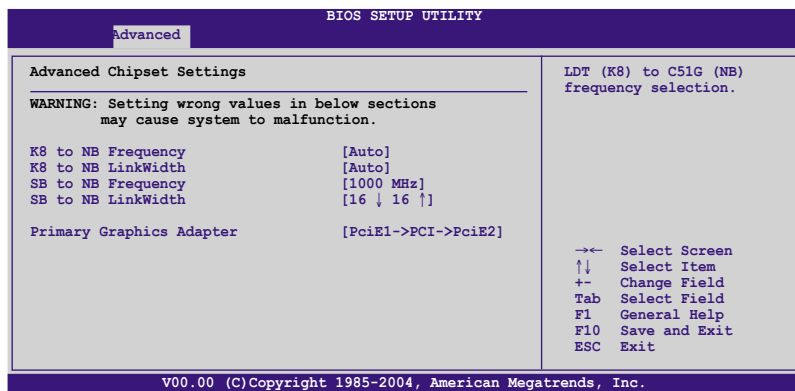 BIOS SETUP UTILITY
Advanced
Advanced Chipset Settings
WARNING: Setting wrong values in below sections
may cause system to malfunction.
K8 to NB Frequency [Auto]
K8 to NB LinkWidth [Auto]
SB to NB Frequency [1000 MHz]
SB to NB LinkWidth [16 ↓ 16 ↑]
Primary Graphics Adapter [PciE1->PCI->PciE2]
LDT (K8) to C51G (NB)
frequency selection.
→← Select Screen
↑↓ Select Item
+- Change Field
Tab Select Field
F1 General Help
F10 Save and Exit
ESC Exit
V00.00 (C)Copyright 1985-2004, American Megatrends, Inc.